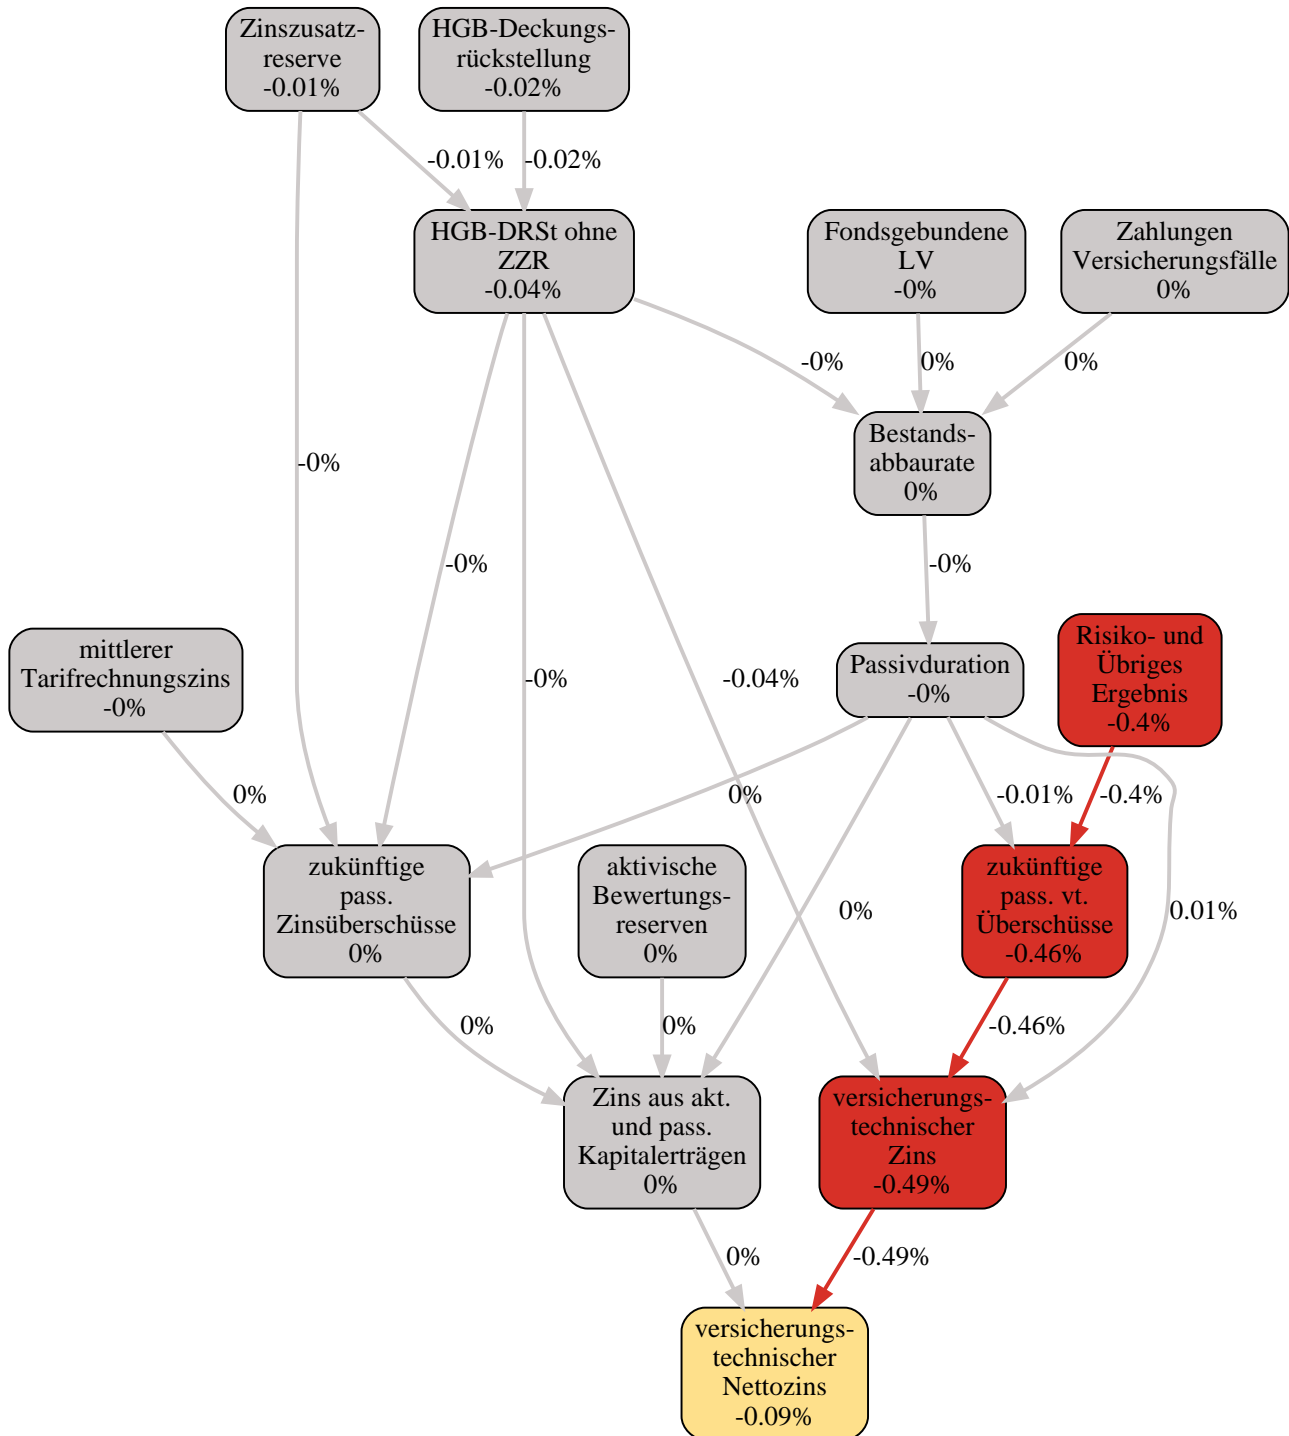 Zinszusatz-
reserve
-0.01%
HGB-Deckungs-
rückstellung
-0.02%
-0.01%
-0.02%
HGB-DRSt ohne
ZZR
-0.04%
Fondsgebundene
LV
-0%
Zahlungen
Versicherungsfälle
0%
-0%
0%
0%
Bestands-
abbaurate
0%
-0%
-0%
-0%
mittlerer
Tarifrechnungszins
-0%
-0%
-0.04%
Passivduration
-0%
Risiko- und
Übriges
Ergebnis
-0.4%
0%
0%
-0.01%
-0.4%
zukünftige
pass.
Zinsüberschüsse
0%
aktivische
Bewertungs-
reserven
0%
0%
zukünftige
pass. vt.
Überschüsse
-0.46%
0.01%
0%
0%
-0.46%
Zins aus akt.
und pass.
Kapitalerträgen
0%
versicherungs-
technischer
Zins
-0.49%
0%
-0.49%
versicherungs-
technischer
Nettozins
-0.09%